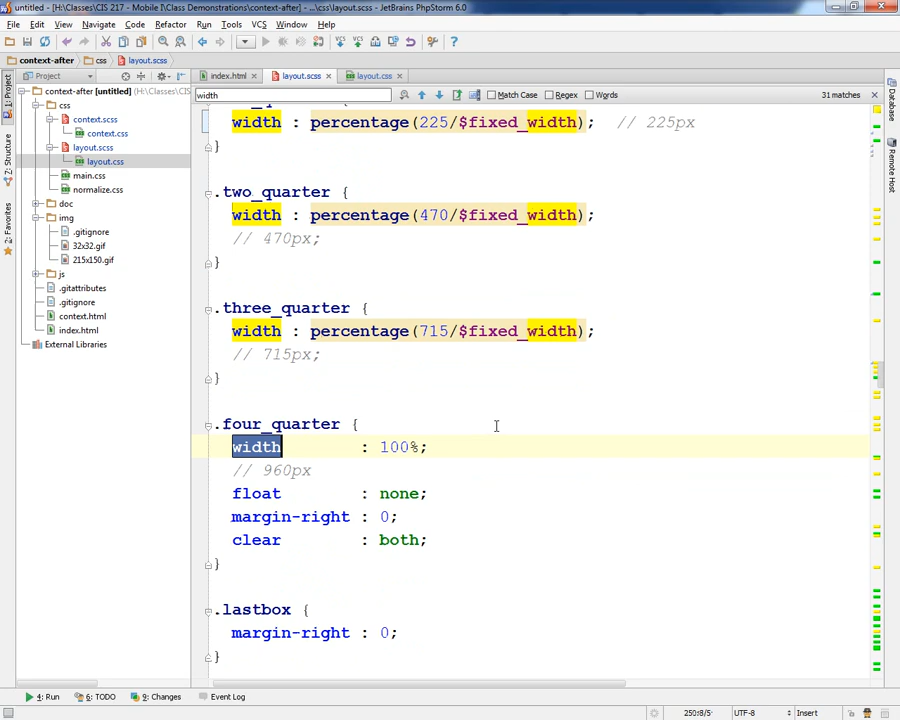 untitled - [H:\Classes\CIS 217 - Mobile I\Class Demonstrations\context-after] - ...\css\layout.scss - JetBrains PhpStorm 6.0
File Edit View Navigate Code Refactor Run Tools VCS Window Help
context-after css layout.scss
Project index.html layout.scss layout.css
width Match Case Regex Words 31 matches
1: Project
Z: Structure
2: Favorites
Database
Remote Host
context-after [untitled] (H:\Classes\CIS
css
context.scss
context.css
layout.scss
layout.css
main.css
normalize.css
doc
img
.gitignore
32x32.gif
215x150.gif
js
.gitattributes
.gitignore
context.html
index.html
External Libraries
width : percentage(225/$fixed_width); // 225px
}
.two_quarter {
width : percentage(470/$fixed_width);
// 470px;
}
.three_quarter {
width : percentage(715/$fixed_width);
// 715px;
}
.four_quarter {
width : 100%;
// 960px
float : none;
margin-right : 0;
clear : both;
}
.lastbox {
margin-right : 0;
}
4: Run 6: TODO 9: Changes Event Log
250:8/5 UTF-8 Insert